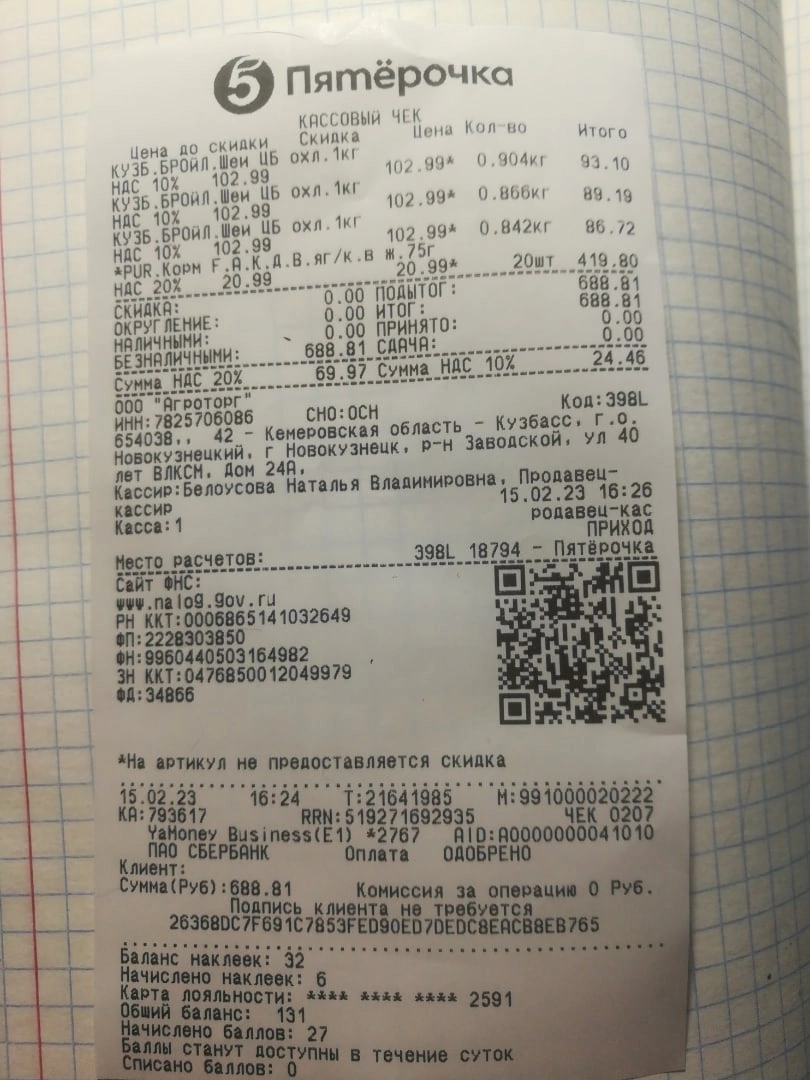 5 Пятёрочка
КАССОВЫЙ ЧЕК
Цена до скидки Скидка Цена Кол-во Итого
КУЗБ.БРОЙЛ.Шеи ЦБ охл.1кг
НДС 10% 102.99 102.99* 0.904кг 93.10
КУЗБ.БРОЙЛ.Шеи ЦБ охл.1кг
НДС 10% 102.99 102.99* 0.866кг 89.19
КУЗБ.БРОЙЛ.Шеи ЦБ охл.1кг
НДС 10% 102.99 102.99* 0.842кг 86.72
*PUR.Корм F.А.К.Д.В.яг/к.в ж.75г
НДС 20% 20.99 20.99* 20шт 419.80
СКИДКА: 0.00 ПОДЫТОГ: 688.81
ОКРУГЛЕНИЕ: 0.00 ИТОГ: 688.81
НАЛИЧНЫМИ: 0.00 ПРИНЯТО: 0.00
БЕЗНАЛИЧНЫМИ: 688.81 СДАЧА: 0.00
Сумма НДС 20% 69.97 Сумма НДС 10% 24.46
ООО "Агроторг" Код:398L
ИНН:7825706086 СНО:ОСН
654038,, 42 - Кемеровская область - Кузбасс, г.о.
Новокузнецкий, г Новокузнецк, р-н Заводской, ул 40
лет ВЛКСМ, Дом 24А,
Кассир:Белоусова Наталья Владимировна, Продавец-
кассир 15.02.23 16:26
Касса:1 родавец-кас
ПРИХОД
Место расчетов: 398L 18794 - Пятёрочка
Сайт ФНС:
www.nalog.gov.ru
РН ККТ:0006865141032649
ФП:2228303850
ФН:9960440503164982
ЗН ККТ:0476850012049979
ФД:34866
*На артикул не предоставляется скидка
15.02.23 16:24 Т:21641985 М:991000020222
КА:793617 RRN:519271692935 ЧЕК 0207
YaMoney Business(E1) *2767 AID:A0000000041010
ПАО СБЕРБАНК Оплата ОДОБРЕНО
Клиент:
Сумма(Руб):688.81 Комиссия за операцию 0 Руб.
Подпись клиента не требуется
26368DC7F691C7853FED90ED7DEDC8EACB8EB765
Баланс наклеек: 32
Начислено наклеек: 6
Карта лояльности: **** **** **** 2591
Общий баланс: 131
Начислено баллов: 27
Баллы станут доступны в течение суток
Списано баллов: 0